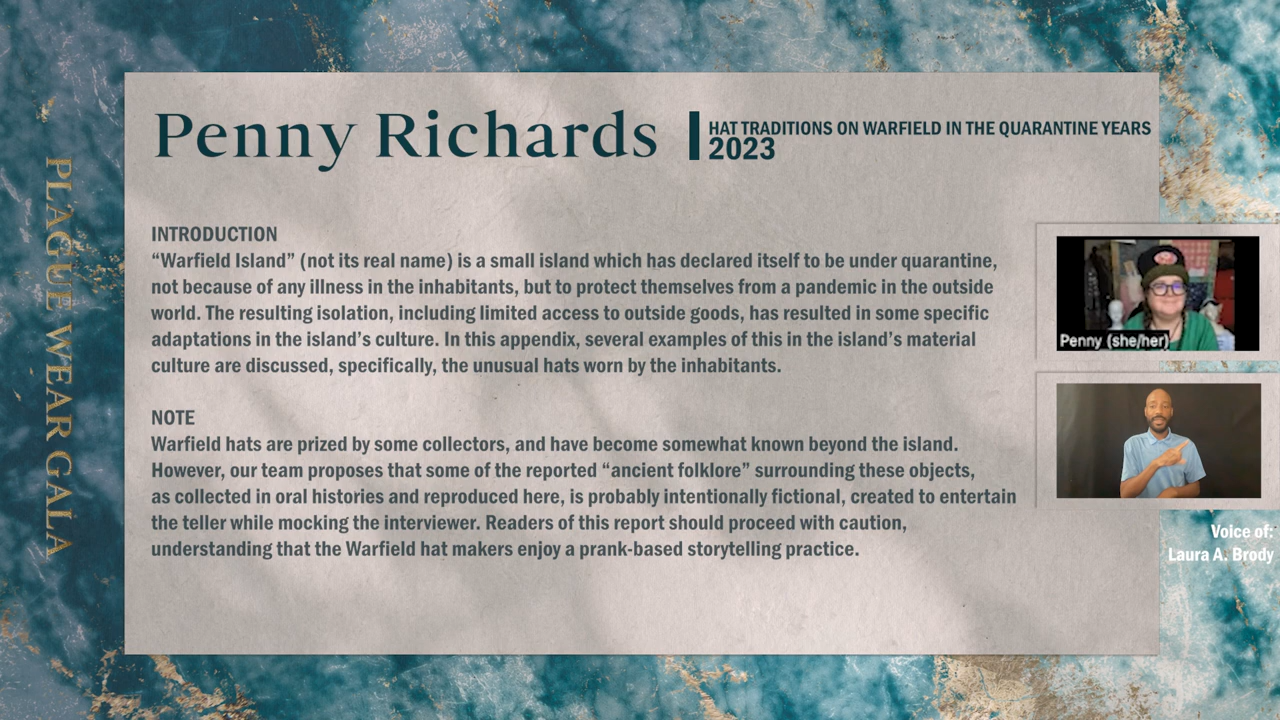 Penny Richards
HAT TRADITIONS ON WARFIELD IN THE QUARANTINE YEARS
2023
PLAGUE WEAR GALA
INTRODUCTION
“Warfield Island” (not its real name) is a small island which has declared itself to be under quarantine,
not because of any illness in the inhabitants, but to protect themselves from a pandemic in the outside
world. The resulting isolation, including limited access to outside goods, has resulted in some specific
adaptations in the island’s culture. In this appendix, several examples of this in the island’s material
culture are discussed, specifically, the unusual hats worn by the inhabitants.
NOTE
Warfield hats are prized by some collectors, and have become somewhat known beyond the island.
However, our team proposes that some of the reported “ancient folklore” surrounding these objects,
as collected in oral histories and reproduced here, is probably intentionally fictional, created to entertain
the teller while mocking the interviewer. Readers of this report should proceed with caution,
understanding that the Warfield hat makers enjoy a prank-based storytelling practice.
Penny (she/her)
Voice of:
Laura A. Brody